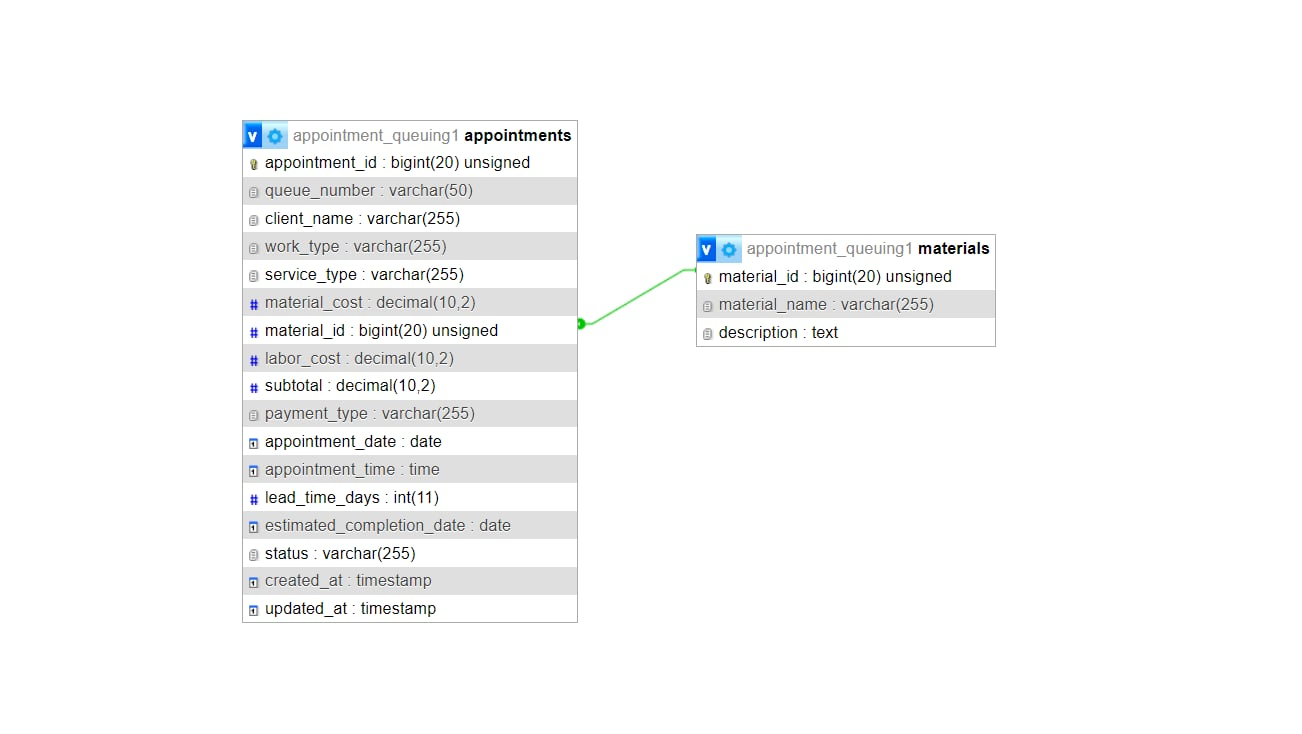 v appointment_queuing1 appointments
appointment_id : bigint(20) unsigned
queue_number : varchar(50)
client_name : varchar(255)
work_type : varchar(255)
service_type : varchar(255)
# material_cost : decimal(10,2)
# material_id : bigint(20) unsigned
# labor_cost : decimal(10,2)
# subtotal : decimal(10,2)
payment_type : varchar(255)
appointment_date : date
appointment_time : time
# lead_time_days : int(11)
estimated_completion_date : date
status : varchar(255)
created_at : timestamp
updated_at : timestamp
v appointment_queuing1 materials
material_id : bigint(20) unsigned
material_name : varchar(255)
description : text